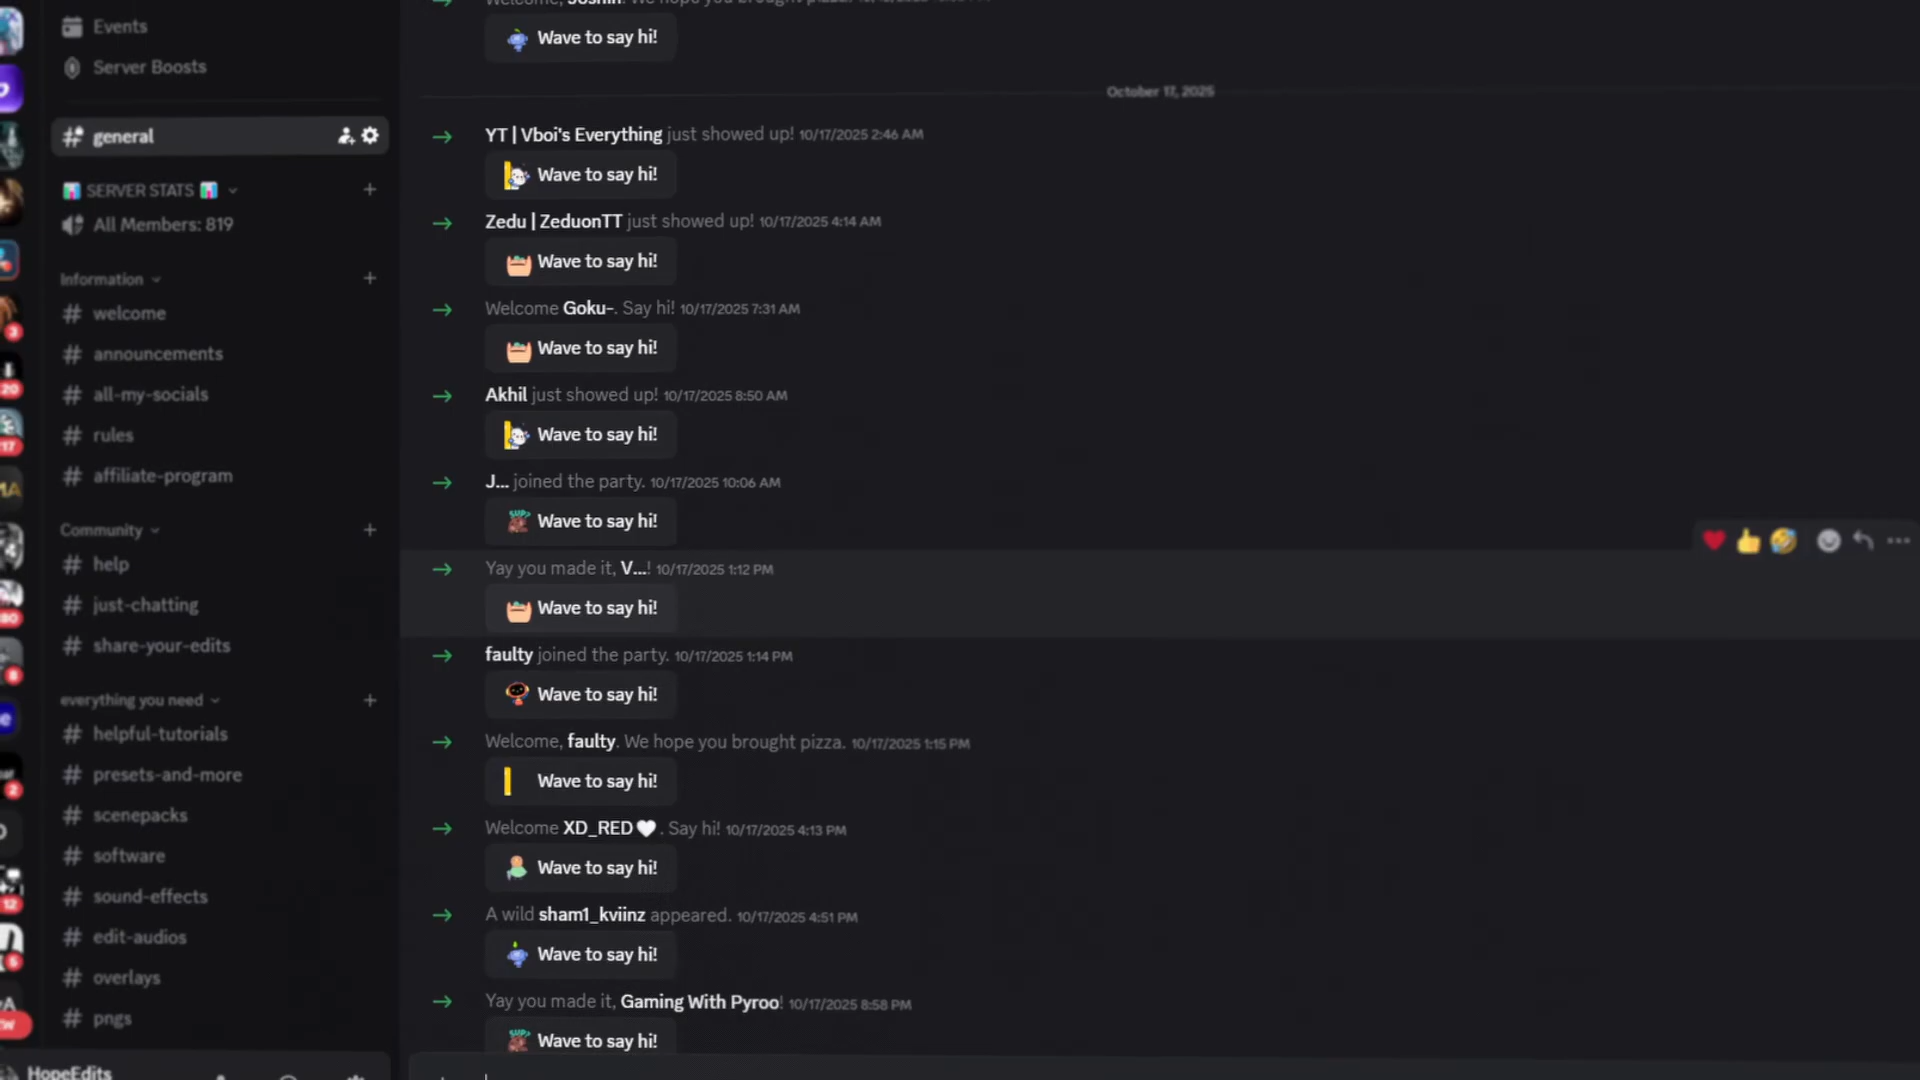 Events
Server Boosts
general
SERVER STATS
All Members: 819
Information
welcome
announcements
all-my-socials
rules
affiliate-program
Community
help
just-chatting
share-your-edits
everything you need
helpful-tutorials
presets-and-more
scenepacks
software
sound-effects
edit-audios
overlays
pngs
HopeEdits
3
20
17
8
2
12
Wave to say hi!
October 17, 2025
YT | Vboi's Everything just showed up! 10/17/2025 2:46 AM
Wave to say hi!
Zedu | ZeduonTT just showed up! 10/17/2025 4:14 AM
Wave to say hi!
Welcome Goku-. Say hi! 10/17/2025 7:31 AM
Wave to say hi!
Akhil just showed up! 10/17/2025 8:50 AM
Wave to say hi!
J... joined the party. 10/17/2025 10:06 AM
SUP?
Wave to say hi!
Yay you made it, V...! 10/17/2025 1:12 PM
Wave to say hi!
faulty joined the party. 10/17/2025 1:14 PM
Wave to say hi!
Welcome, faulty. We hope you brought pizza. 10/17/2025 1:15 PM
Wave to say hi!
Welcome XD_RED🤍 . Say hi! 10/17/2025 4:13 PM
Wave to say hi!
A wild sham1_kviinz appeared. 10/17/2025 4:51 PM
Wave to say hi!
Yay you made it, Gaming With Pyroo! 10/17/2025 8:58 PM
SUP?
Wave to say hi!